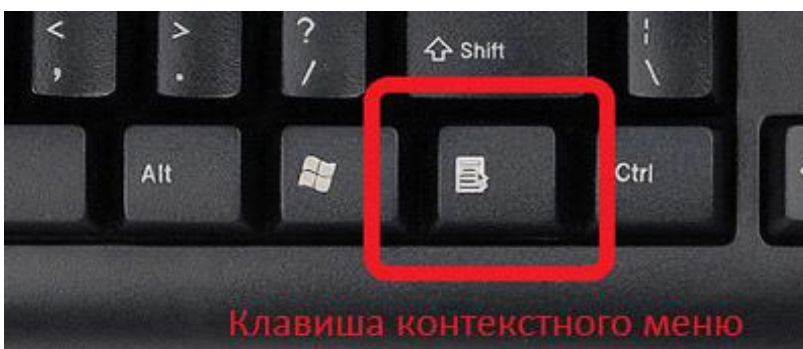 < > ? Shift ¦
, . / \
Alt Ctrl
Клавиша контекстного меню